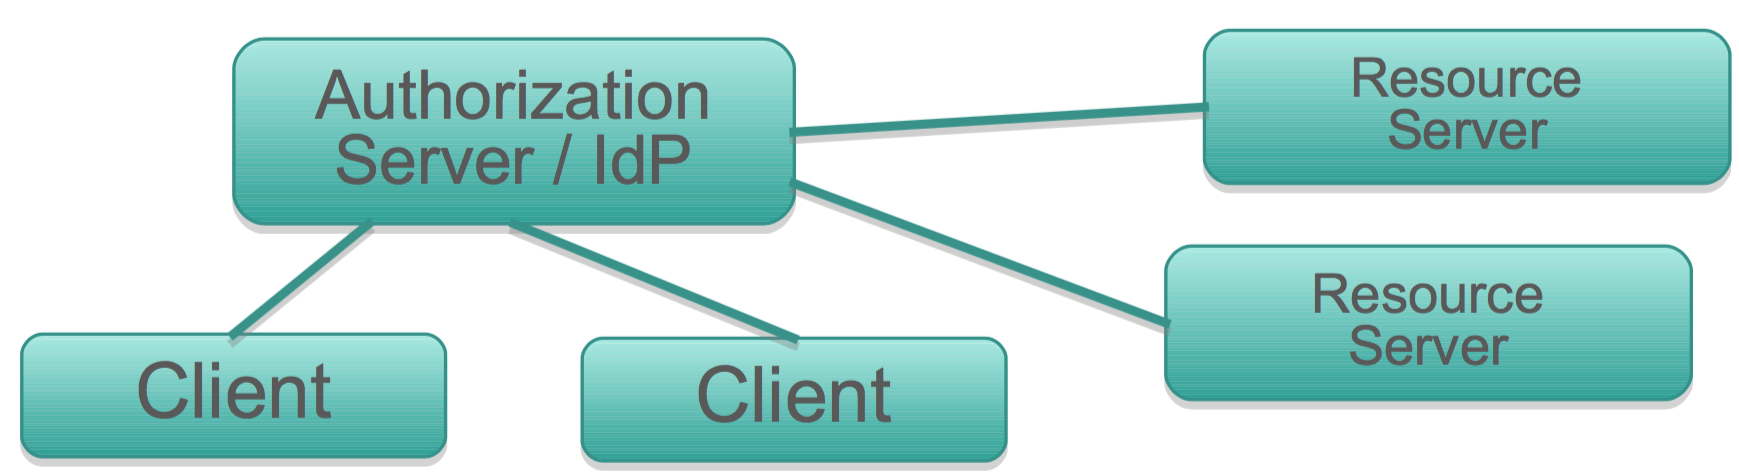 Authorization
Server / IdP
Resource
Server
Resource
Server
Client
Client